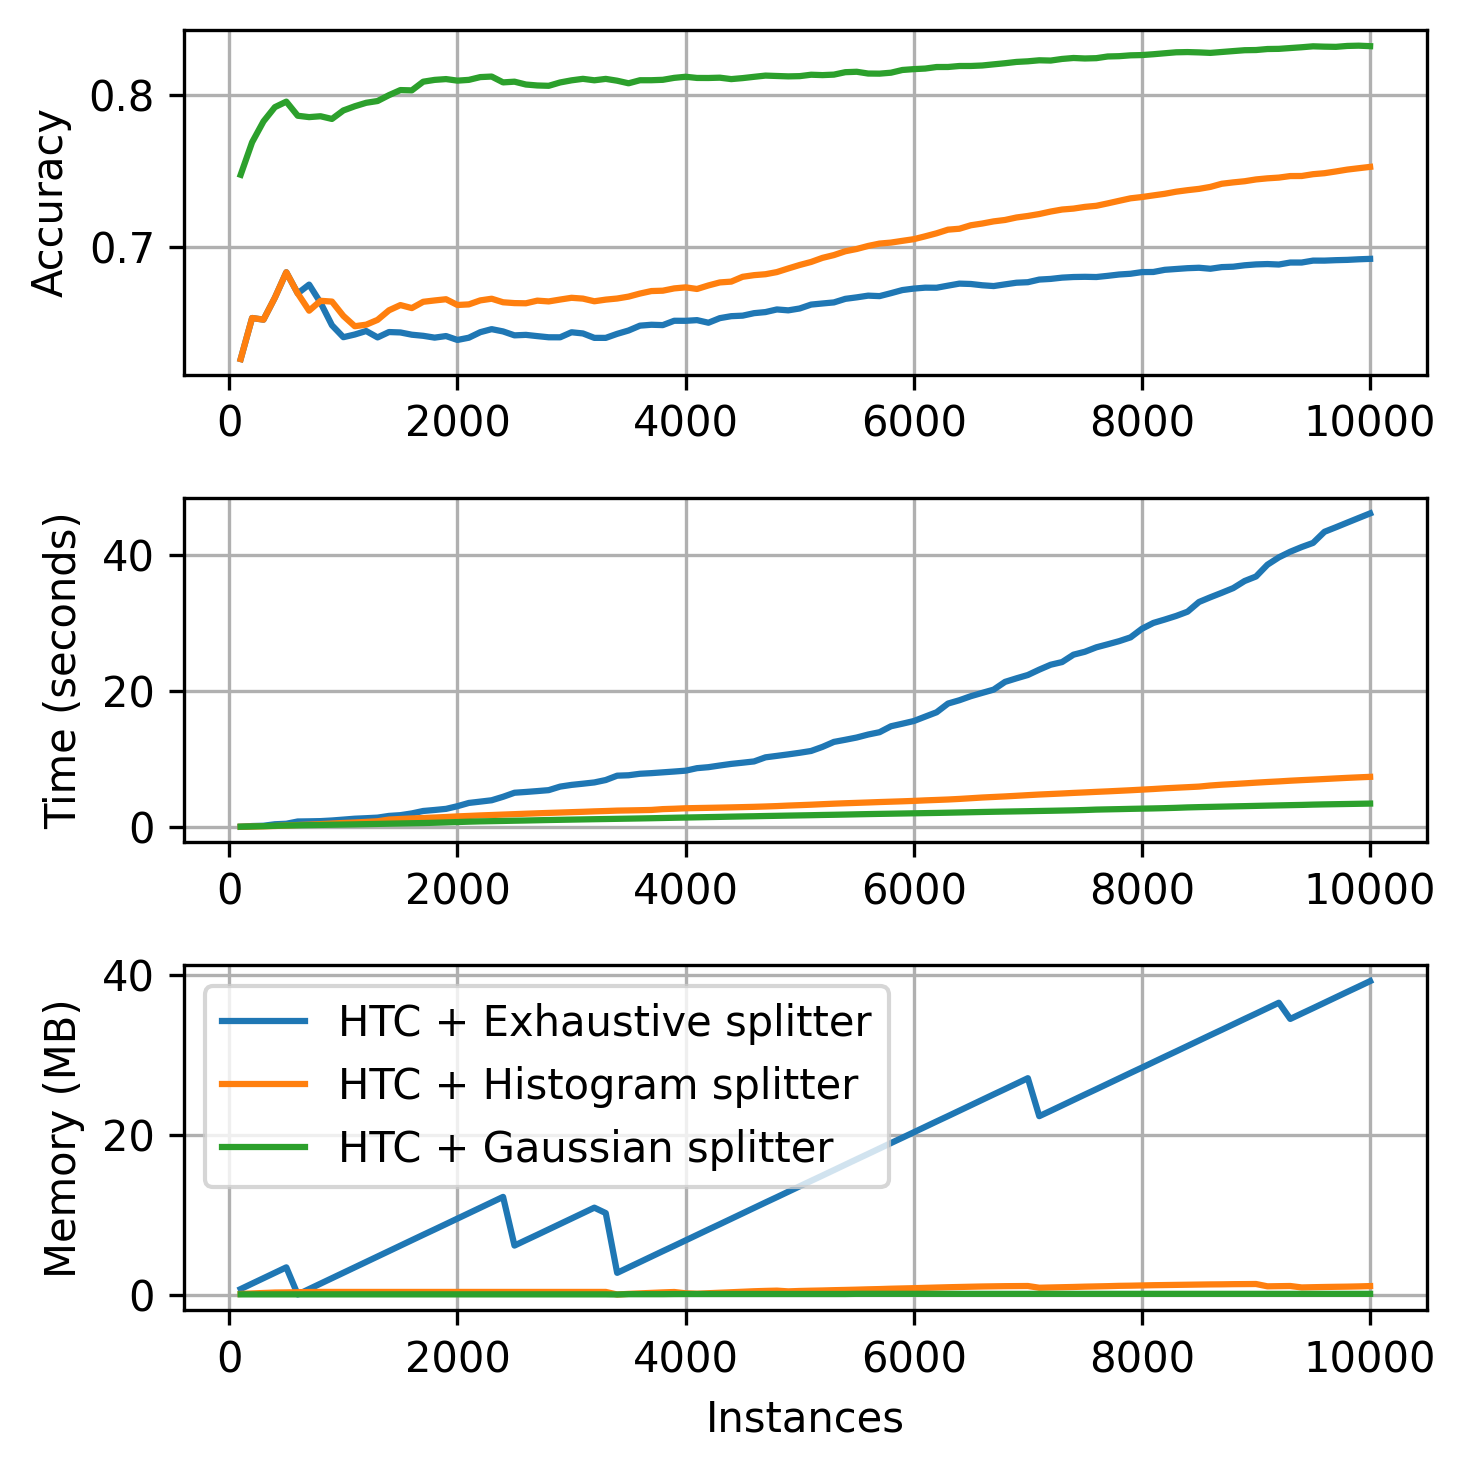 Accuracy
0.8
0.7
0 2000 4000 6000 8000 10000
Time (seconds)
40
20
0
0 2000 4000 6000 8000 10000
Memory (MB)
40
20
0
HTC + Exhaustive splitter
HTC + Histogram splitter
HTC + Gaussian splitter
0 2000 4000 6000 8000 10000
Instances